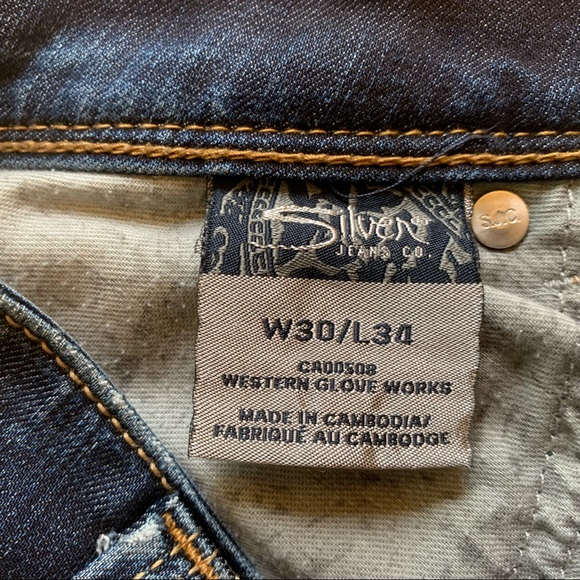 Silver
JEANS CO.
S.J.C.
W30/L34
CA00508
WESTERN GLOVE WORKS
MADE IN CAMBODIA/
FABRIQUÉ AU CAMBODGE